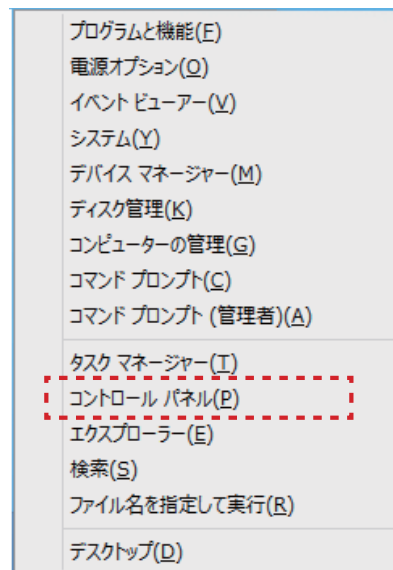 プログラムと機能(F)
電源オプション(O)
イベント ビューアー(V)
システム(Y)
デバイス マネージャー(M)
ディスク管理(K)
コンピューターの管理(G)
コマンド プロンプト(C)
コマンド プロンプト (管理者)(A)
タスク マネージャー(T)
コントロール パネル(P)
エクスプローラー(E)
検索(S)
ファイル名を指定して実行(R)
デスクトップ(D)